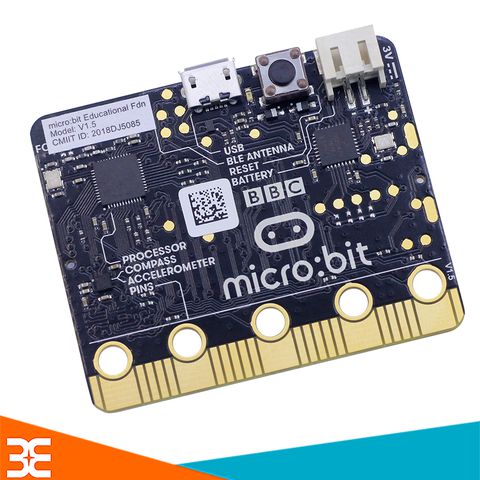 micro:bit Educational Fdn
Model: V1.5
CMIIT ID: 2018DJ5085
3V
USB
BLE ANTENNA
RESET
BATTERY
BBC
PROCESSOR
COMPASS
ACCELEROMETER
PINS
micro:bit
V1.5